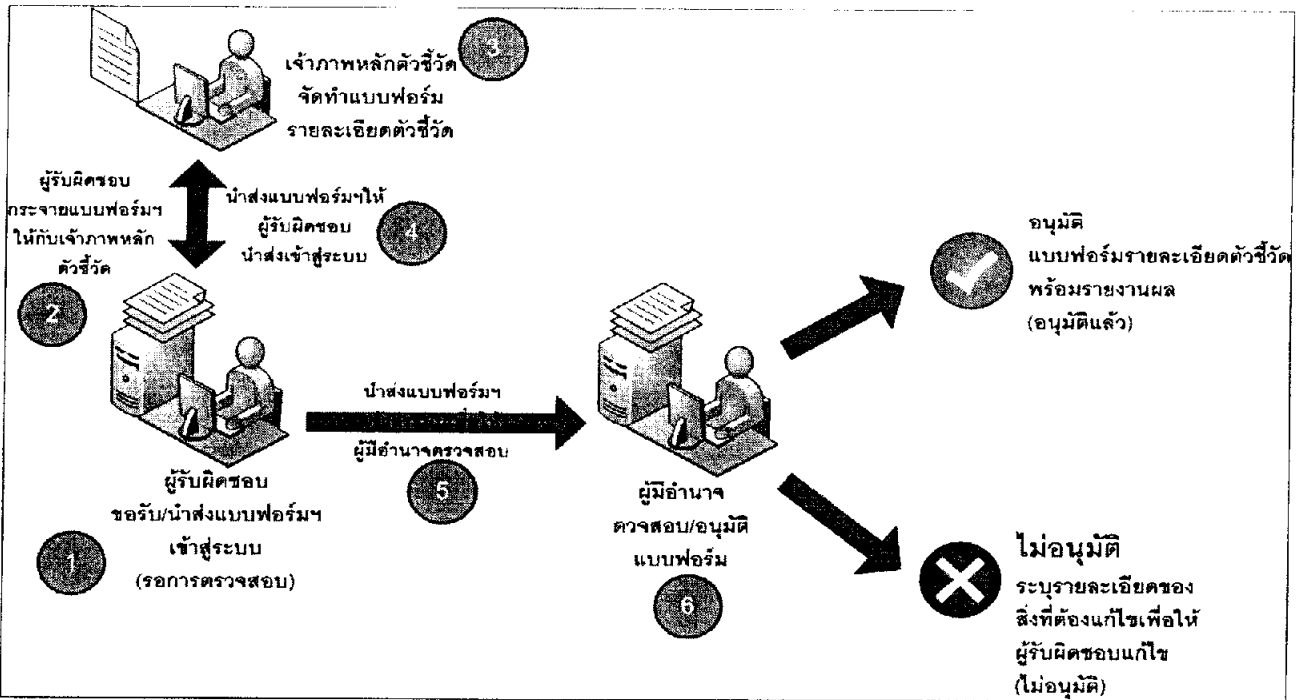 3
เจ้าภาพหลักตัวชี้วัด
จัดทำแบบฟอร์ม
รายละเอียดตัวชี้วัด
ผู้รับผิดชอบ
กระจายแบบฟอร์มฯ
ให้กับเจ้าภาพหลัก
ตัวชี้วัด
2
นำส่งแบบฟอร์มฯให้
ผู้รับผิดชอบ
นำส่งเข้าสู่ระบบ
4
ผู้รับผิดชอบ
ขอรับ/นำส่งแบบฟอร์มฯ
เข้าสู่ระบบ
(รอการตรวจสอบ)
1
นำส่งแบบฟอร์มฯ
ผู้มีอำนาจตรวจสอบ
5
ผู้มีอำนาจ
ตวจสอบ/อนุมัติ
แบบฟอร์ม
6
อนุมัติ
แบบฟอร์มรายละเอียดตัวชี้วัด
พร้อมรายงานผล
(อนุมัติแล้ว)
ไม่อนุมัติ
ระบุรายละเอียดของ
สิ่งที่ต้องแก้ไขเพื่อให้
ผู้รับผิดชอบแก้ไข
(ไม่อนุมัติ)